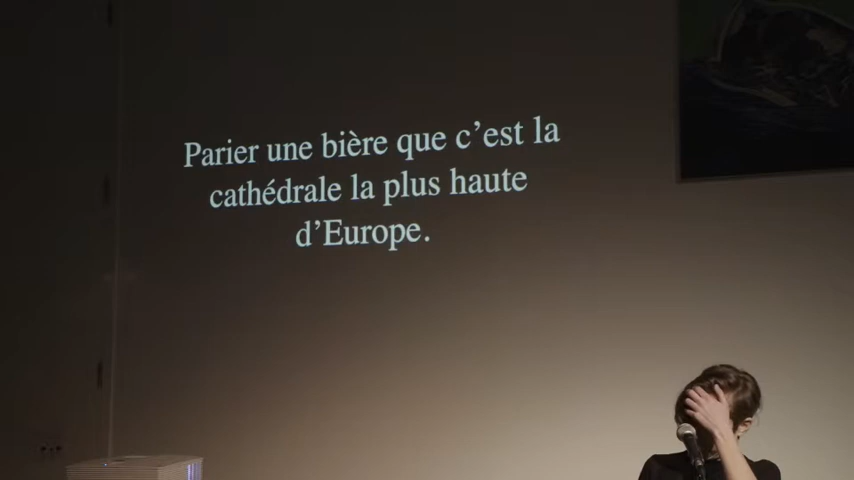 Parier une bière que c’est la
cathédrale la plus haute
d’Europe.